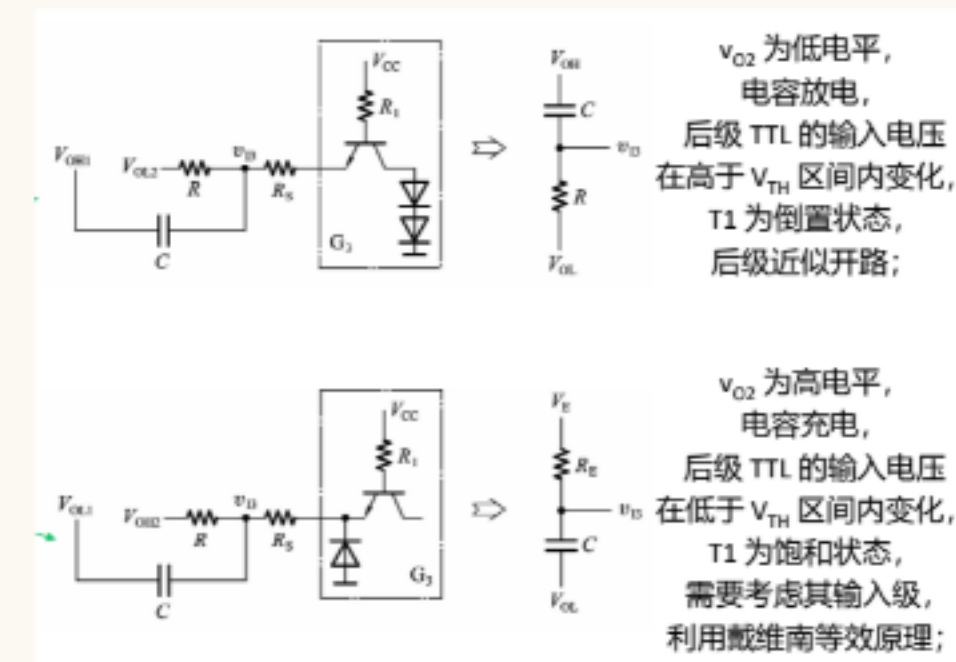 V_CC
R_1
V_OH1
V_OL2
R
v_I3
R_S
C
G_3
V_OH
C
v_I3
R
V_OL
v_O2 为低电平，
电容放电，
后级 TTL 的输入电压
在高于 V_TH 区间内变化，
T1 为倒置状态，
后级近似开路；
V_CC
R_1
V_OL1
V_OH2
R
v_I3
R_S
C
G_3
V_E
R_E
v_I3
C
V_OL
v_O2 为高电平，
电容充电，
后级 TTL 的输入电压
在低于 V_TH 区间内变化，
T1 为饱和状态，
需要考虑其输入级，
利用戴维南等效原理；